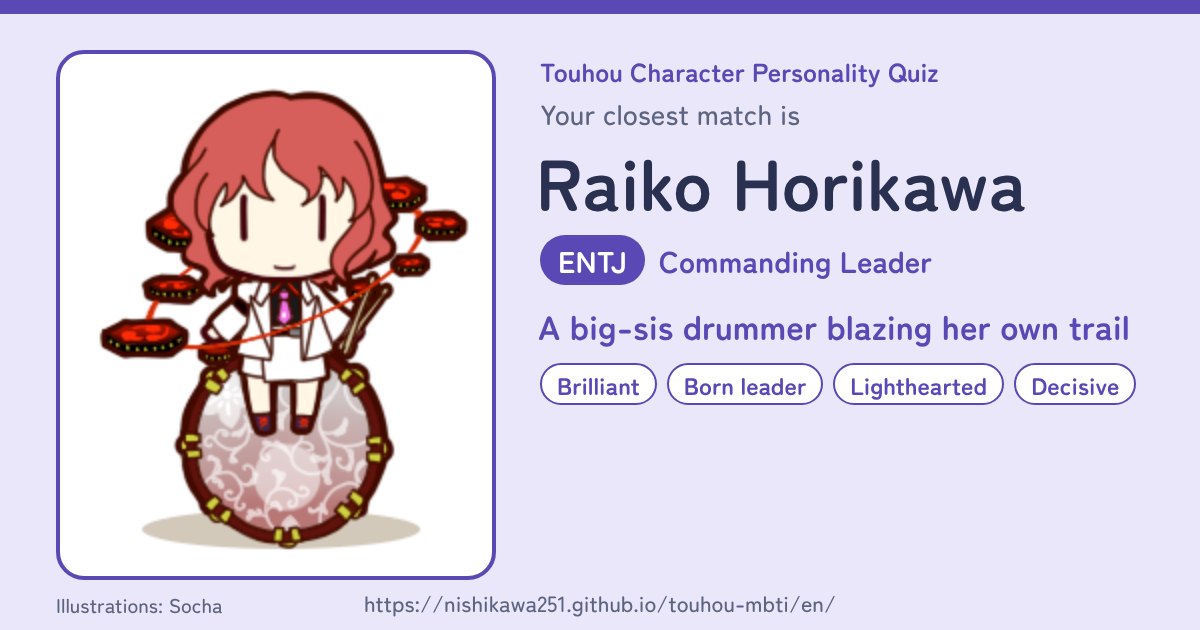 Touhou Character Personality Quiz
Your closest match is
Raiko Horikawa
ENTJ Commanding Leader
A big-sis drummer blazing her own trail
Brilliant Born leader Lighthearted Decisive
Illustrations: Socha https://nishikawa251.github.io/touhou-mbti/en/